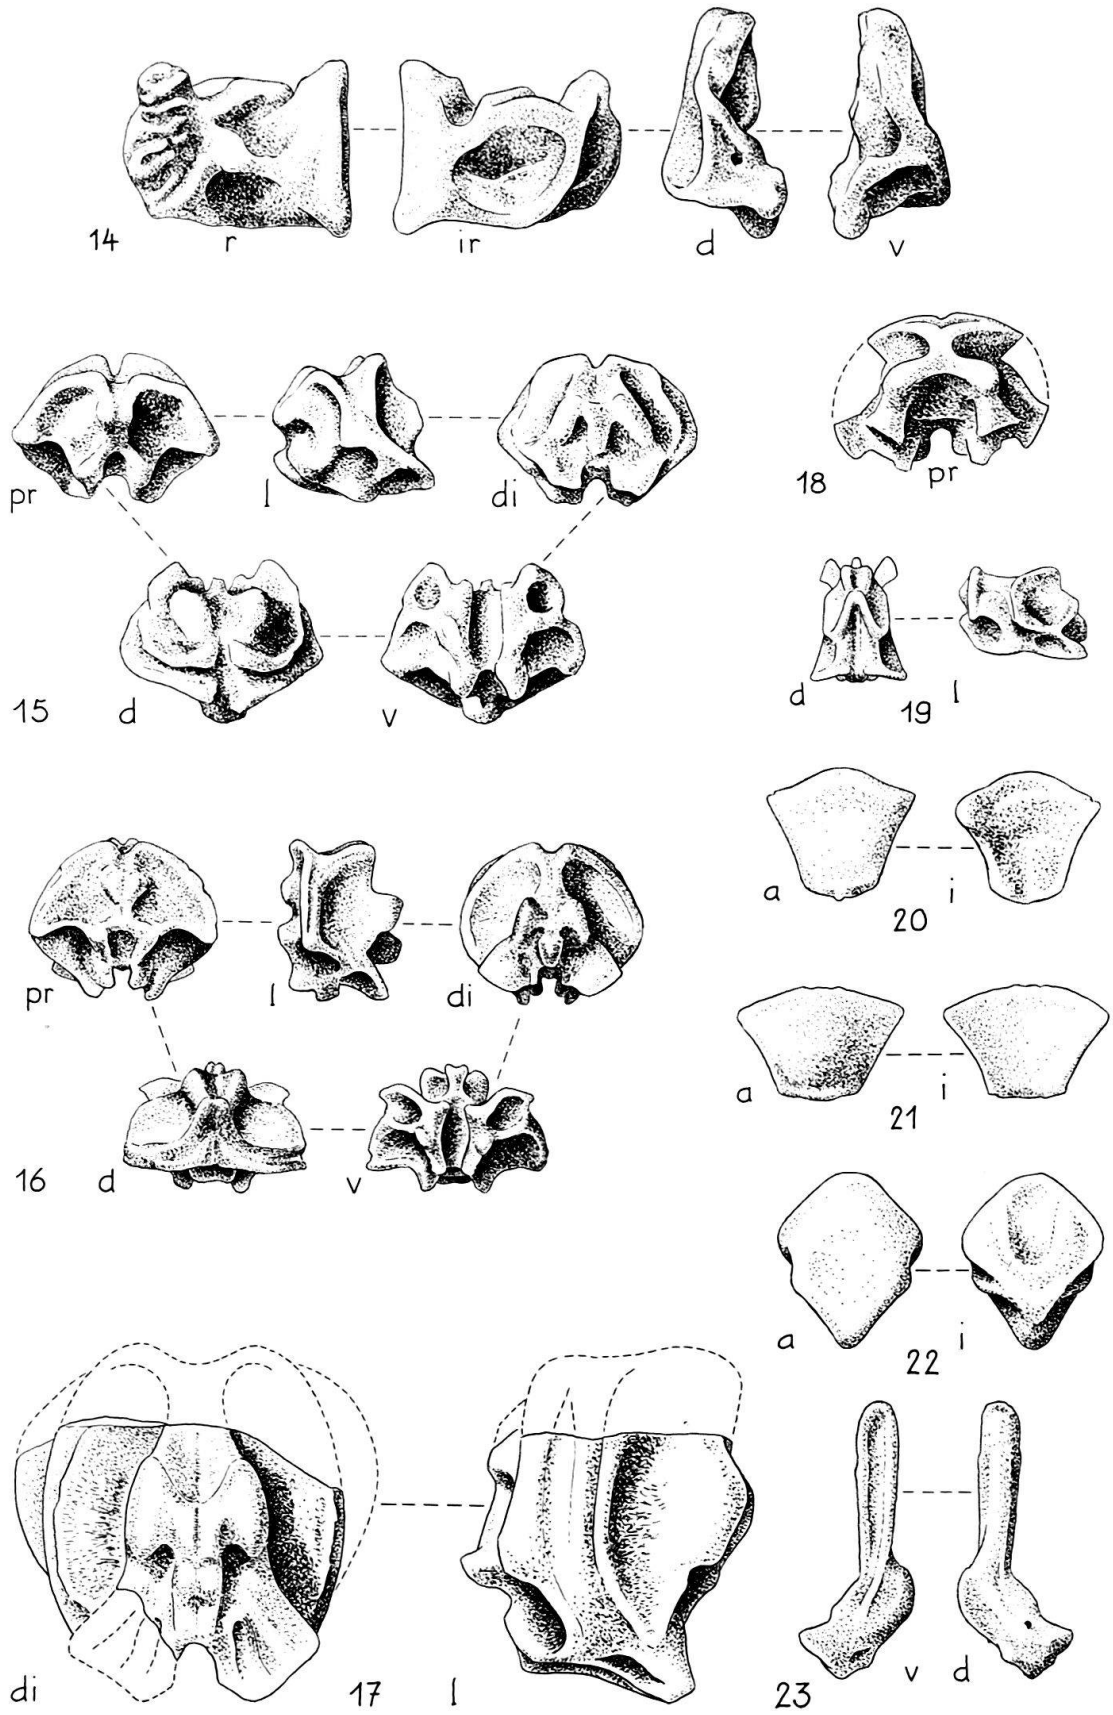 14 r ir d v
pr l di
18 pr
15 d v
d 19 l
a 20 i
pr l di
a 21 i
16 d v
a 22 i
di 17 l
23 v d